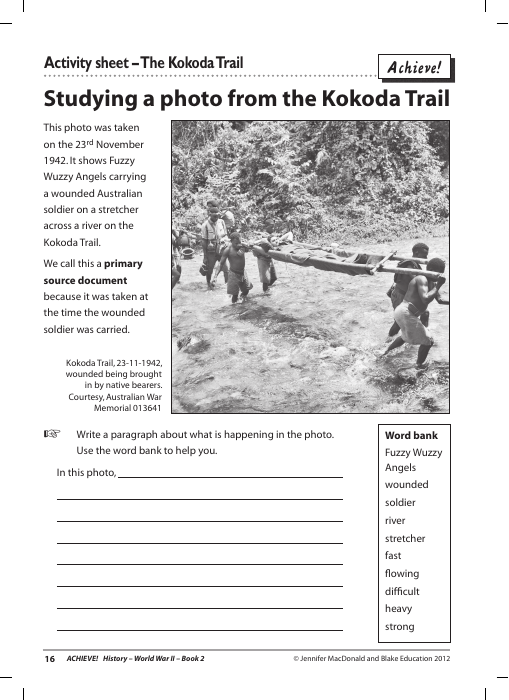 Activity sheet – The Kokoda Trail
Achieve!
Studying a photo from the Kokoda Trail
This photo was taken
on the 23rd November
1942. It shows Fuzzy
Wuzzy Angels carrying
a wounded Australian
soldier on a stretcher
across a river on the
Kokoda Trail.
We call this a primary
source document
because it was taken at
the time the wounded
soldier was carried.
Kokoda Trail, 23-11-1942,
wounded being brought
in by native bearers.
Courtesy, Australian War
Memorial 013641
Write a paragraph about what is happening in the photo.
Use the word bank to help you.
In this photo,
Word bank
Fuzzy Wuzzy
Angels
wounded
soldier
river
stretcher
fast
flowing
difficult
heavy
strong
16 ACHIEVE! History – World War II – Book 2
© Jennifer MacDonald and Blake Education 2012